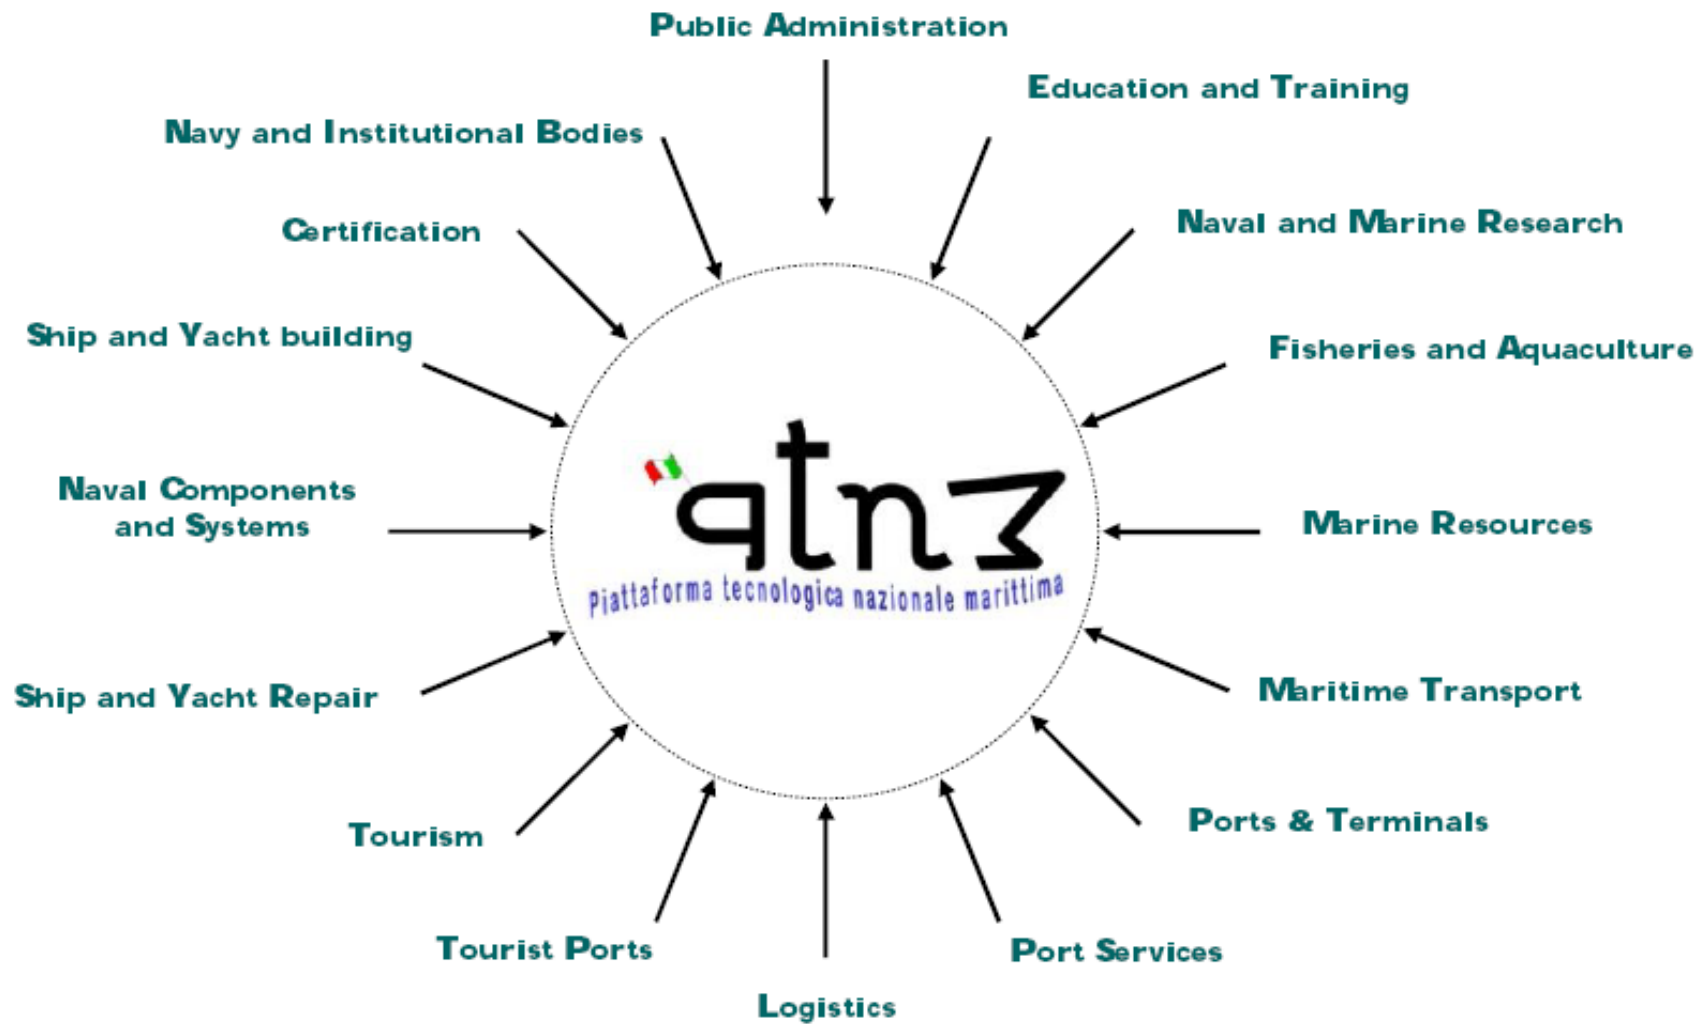 Public Administration
Education and Training
Navy and Institutional Bodies
Naval and Marine Research
Certification
Ship and Yacht building
Fisheries and Aquaculture
Naval Components
and Systems
ptnm
Piattaforma tecnologica nazionale marittima
Marine Resources
Ship and Yacht Repair
Maritime Transport
Tourism
Ports & Terminals
Tourist Ports
Port Services
Logistics